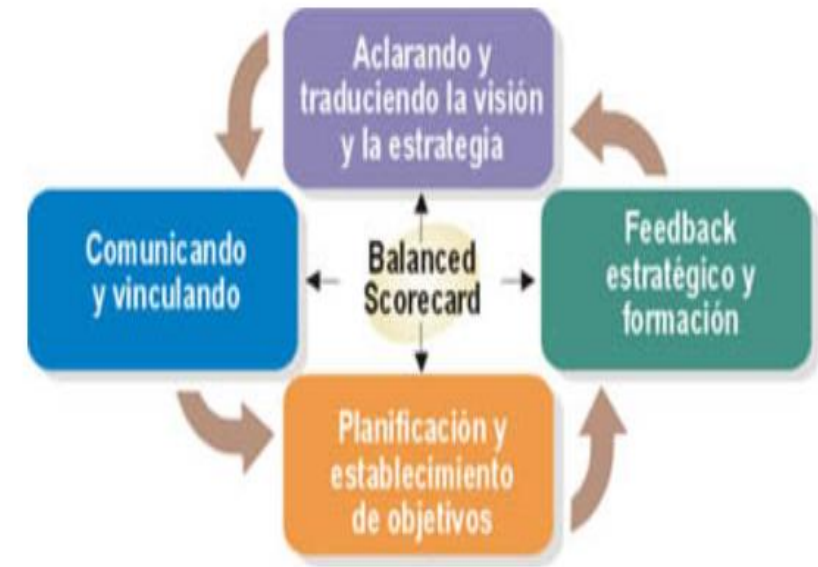 Aclarando y
traduciendo la visión
y la estrategia
Comunicando
y vinculando
Balanced
Scorecard
Feedback
estratégico y
formación
Planificación y
establecimiento
de objetivos